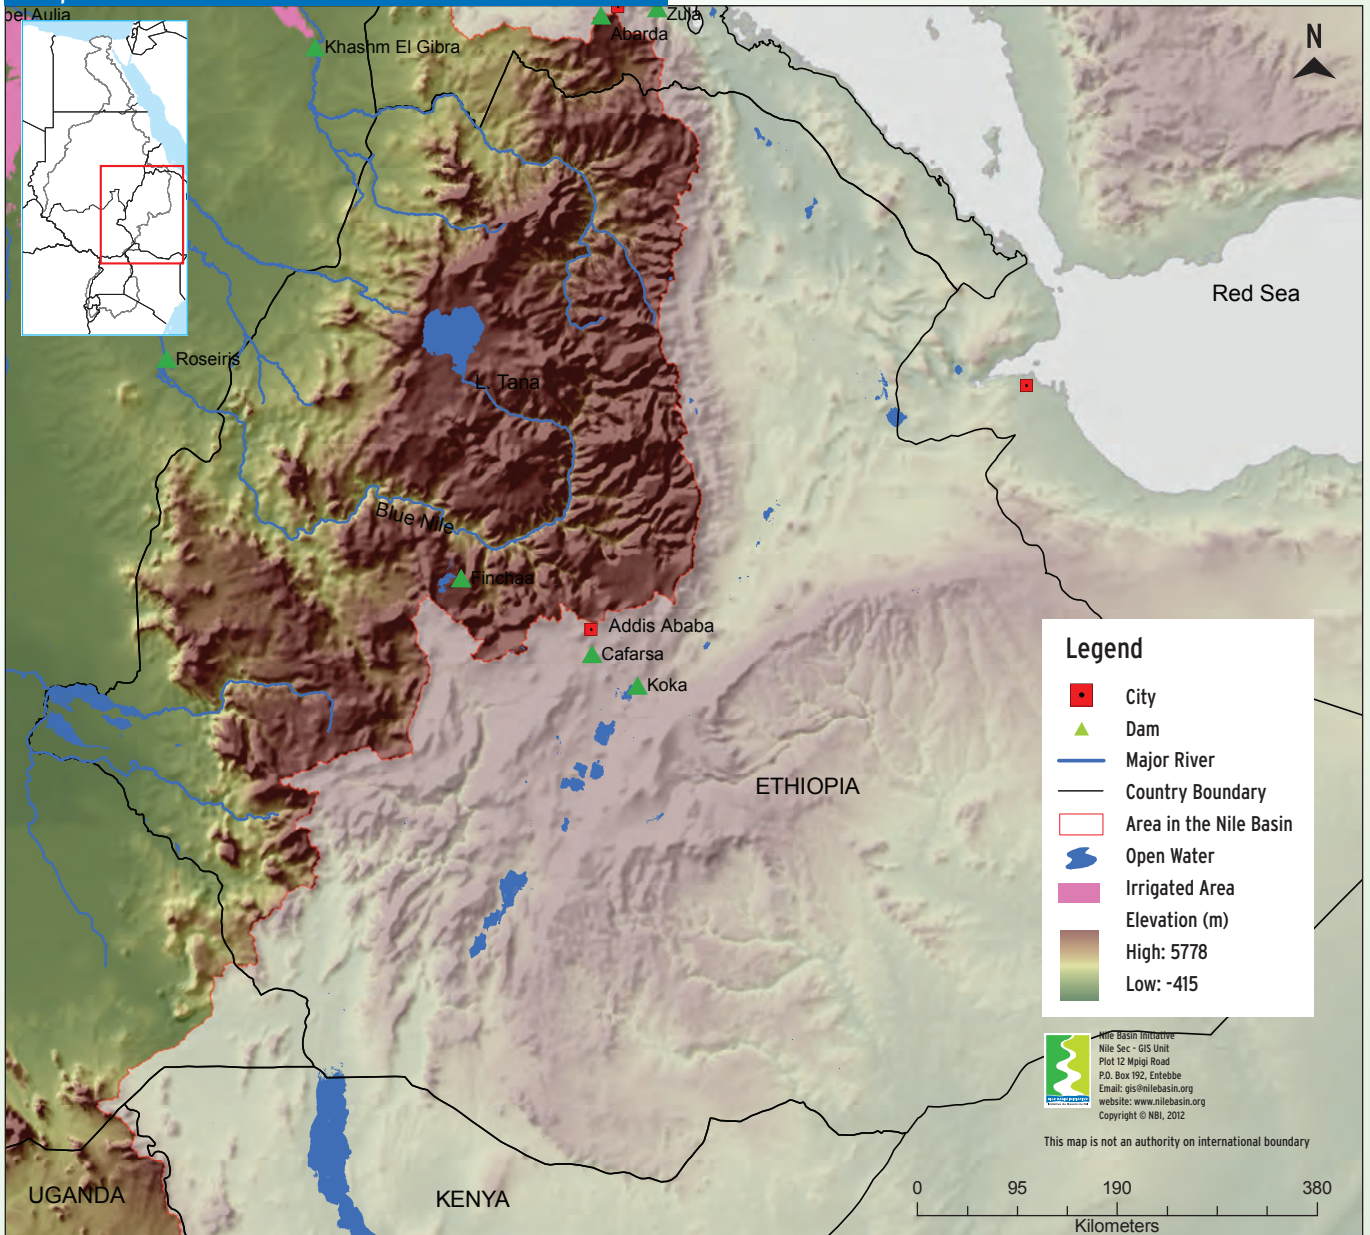 bel Aulia
Zula
Abarda
Khashm El Gibra
N
Red Sea
Roseiris
L. Tana
Blue Nile
Finchaa
Addis Ababa
Cafarsa
Koka
ETHIOPIA
UGANDA
KENYA
Legend
City
Dam
Major River
Country Boundary
Area in the Nile Basin
Open Water
Irrigated Area
Elevation (m)
High: 5778
Low: -415
Nile Basin Initiative
Nile Sec - GIS Unit
Plot 12 Mpigi Road
P.O. Box 192, Entebbe
Email: gis@nilebasin.org
website: www.nilebasin.org
Copyright © NBI, 2012
This map is not an authority on international boundary
0 95 190 380
Kilometers